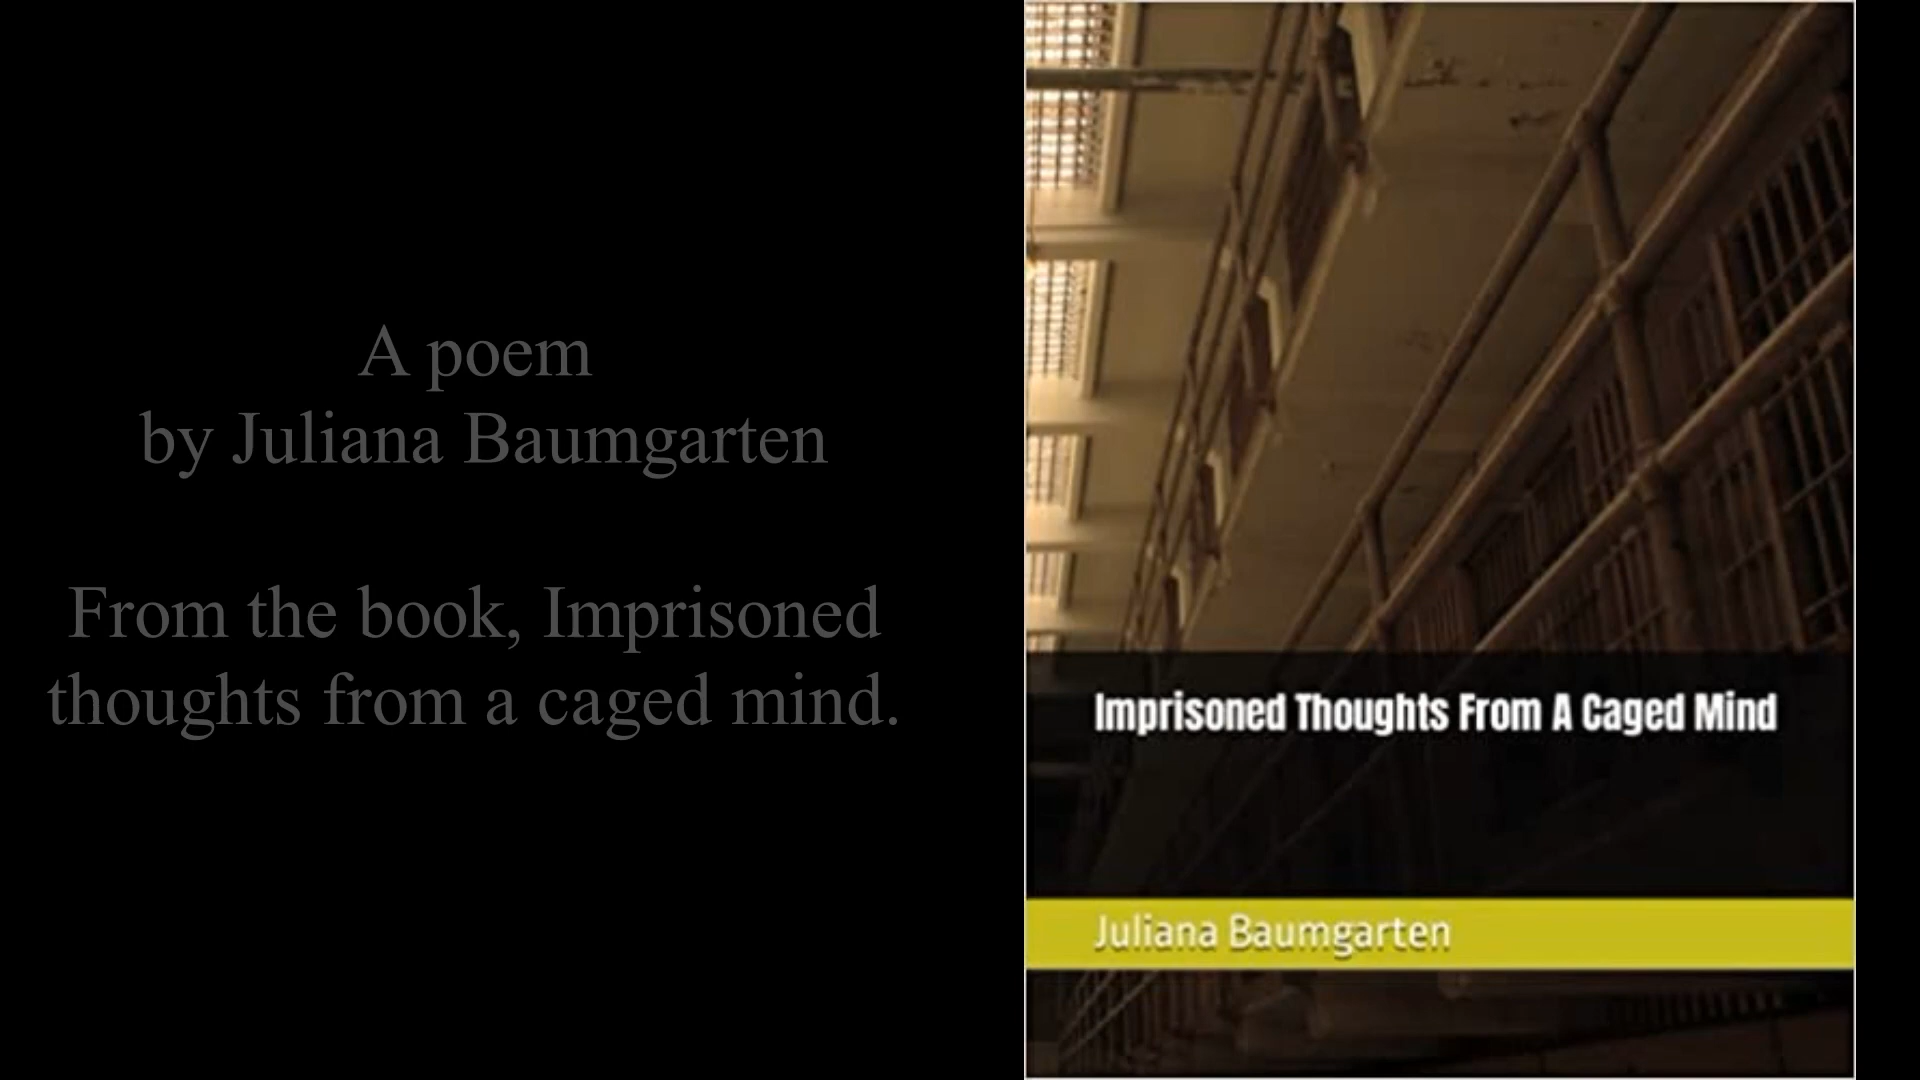 A poem
by Juliana Baumgarten
From the book, Imprisoned
thoughts from a caged mind.
Imprisoned Thoughts From A Caged Mind
Juliana Baumgarten